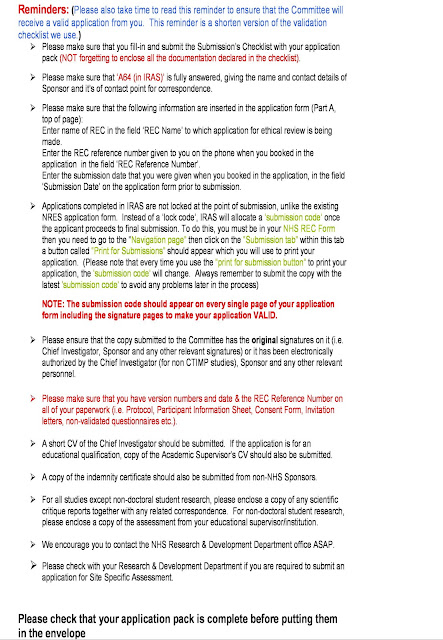 Reminders: (Please also take time to read this reminder to ensure that the Committee will
receive a valid application from you.  This reminder is a shorten version of the validation
checklist we use.)
➢ Please make sure that you fill-in and submit the Submission's Checklist with your application
pack (NOT forgetting to enclose all the documentation declared in the checklist).
➢ Please make sure that 'A64 (in IRAS)' is fully answered, giving the name and contact details of
Sponsor and it's of contact point for correspondence.
➢ Please make sure that the following information are inserted in the application form (Part A,
top of page):
Enter name of REC in the field 'REC Name' to which application for ethical review is being
made.
Enter the REC reference number given to you on the phone when you booked in the
application  in the field 'REC Reference Number'.
Enter the submission date that you were given when you booked in the application, in the field
'Submission Date' on the application form prior to submission.
➢ Applications completed in IRAS are not locked at the point of submission, unlike the existing
NRES application form.  Instead of a 'lock code', IRAS will allocate a 'submission code' once
the applicant proceeds to final submission. To do this, you must be in your NHS REC Form
then you need to go to the "Navigation page" then click on the "Submission tab" within this tab
a button called "Print for Submissions" should appear which you will use to print your
application.  (Please note that every time you use the "print for submission button" to print your
application, the 'submission code' will change.  Always remember to submit the copy with the
latest 'submission code' to avoid any problems later in the process)
NOTE: The submission code should appear on every single page of your application
form including the signature pages to make your application VALID.
➢ Please ensure that the copy submitted to the Committee has the original signatures on it (i.e.
Chief Investigator, Sponsor and any other relevant signatures) or it has been electronically
authorized by the Chief Investigator (for non CTIMP studies), Sponsor and any other relevant
personnel.
➢ Please make sure that you have version numbers and date & the REC Reference Number on
all of your paperwork (i.e. Protocol, Participant Information Sheet, Consent Form, Invitation
letters, non-validated questionnaires etc.).
➢ A short CV of the Chief Investigator should be submitted.  If the application is for an
educational qualification, copy of the Academic Supervisor's CV should also be submitted.
➢ A copy of the indemnity certificate should also be submitted from non-NHS Sponsors.
➢ For all studies except non-doctoral student research, please enclose a copy of any scientific
critique reports together with any related correspondence.  For non-doctoral student research,
please enclose a copy of the assessment from your educational supervisor/institution.
➢ We encourage you to contact the NHS Research & Development Department office ASAP.
➢ Please check with your Research & Development Department if you are required to submit an
application for Site Specific Assessment.
Please check that your application pack is complete before putting them
in the envelope